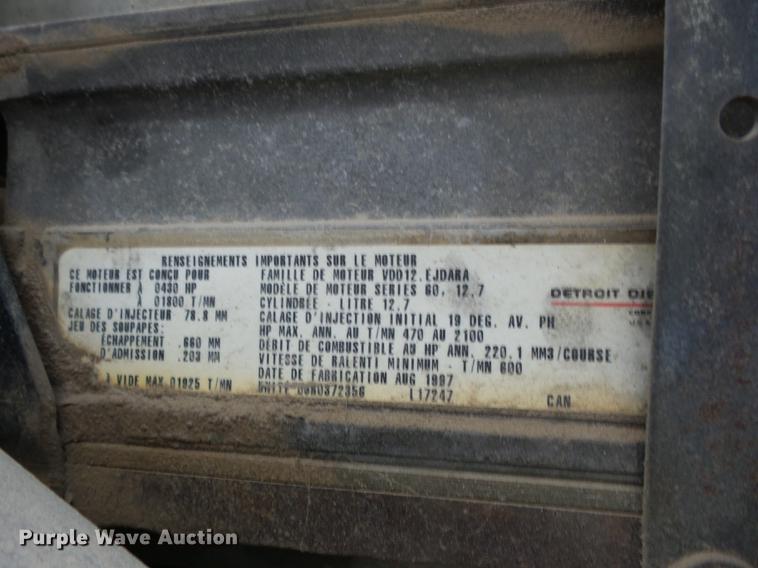 RENSEIGNEMENTS IMPORTANTS SUR LE MOTEUR
CE MOTEUR EST CONÇU POUR
FONCTIONNER À 0430 HP
À 01800 T/MN
CALAGE D'INJECTEUR 78.8 MM
JEU DES SOUPAPES:
ÉCHAPPEMENT .660 MM
D'ADMISSION .203 MM
À VIDE MAX 01925 T/MN
FAMILLE DE MOTEUR VDD12.EJDARA
MODÈLE DE MOTEUR SERIES 60, 12.7
CYLINDRÉE - LITRE 12.7
CALAGE D'INJECTION INITIAL 19 DEG. AV. PH
HP MAX. ANN. AU T/MN 470 AU 2100
DÉBIT DE COMBUSTIBLE AU HP ANN. 220.1 MM3/COURSE
VITESSE DE RALENTI MINIMUM - T/MN 600
DATE DE FABRICATION AUG 1997
UNITÉ 06R0372356 L17247 CAN
DETROIT DIE
Purple Wave Auction